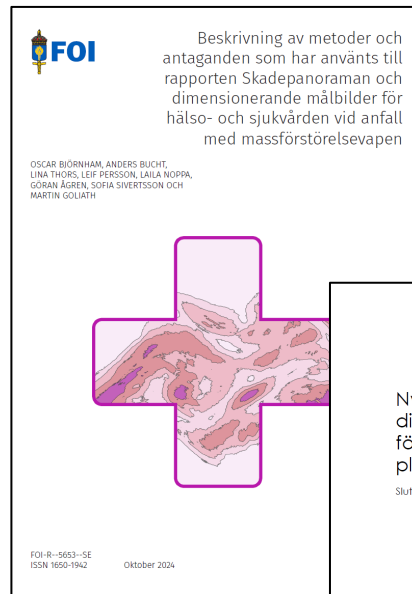 FOI
Beskrivning av metoder och
antaganden som har använts till
rapporten Skadepanoraman och
dimensionerande målbilder för
hälso- och sjukvården vid anfall
med massförstörelsevapen
OSCAR BJÖRNHAM, ANDERS BUCHT,
LINA THORS, LEIF PERSSON, LAILA NOPPA,
GÖRAN ÅGREN, SOFIA SIVERTSSON OCH
MARTIN GOLIATH
FOI-R--5653--SE
ISSN 1650-1942 Oktober 2024